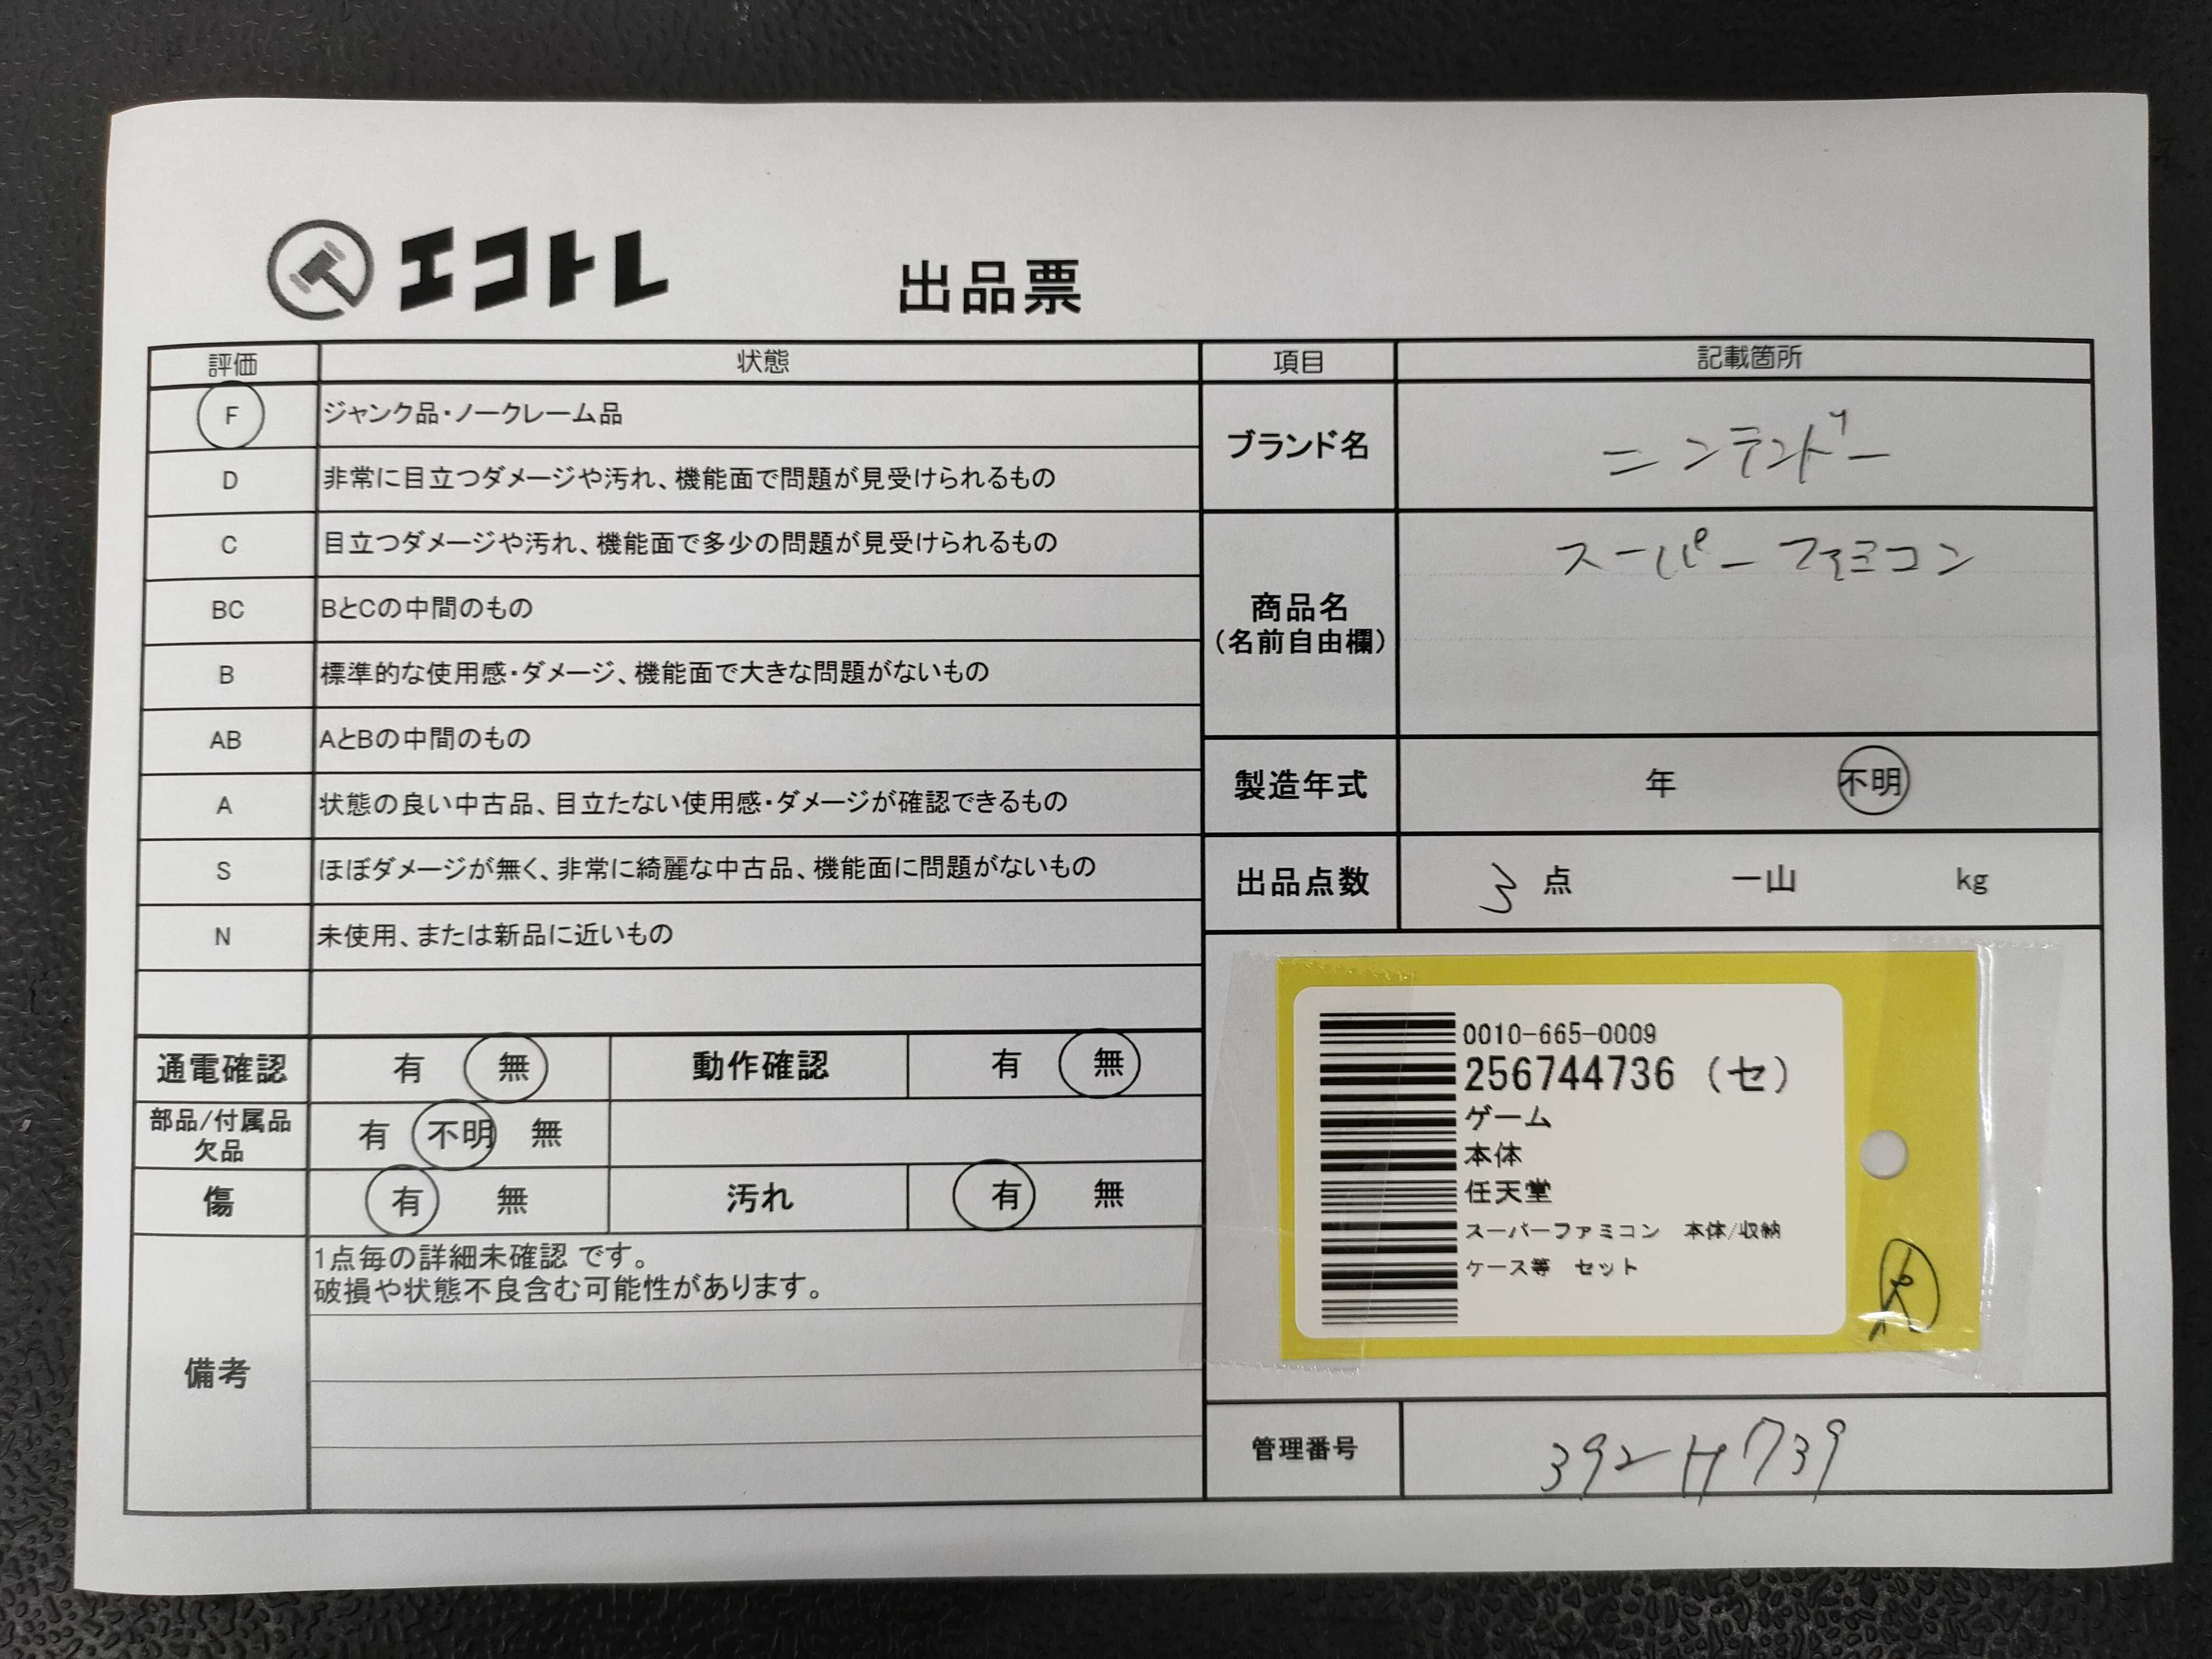 エコトレ
出品票
評価 状態
F ジャンク品・ノークレーム品
D 非常に目立つダメージや汚れ、機能面で問題が見受けられるもの
C 目立つダメージや汚れ、機能面で多少の問題が見受けられるもの
BC BとCの中間のもの
B 標準的な使用感・ダメージ、機能面で大きな問題がないもの
AB AとBの中間のもの
A 状態の良い中古品、目立たない使用感・ダメージが確認できるもの
S ほぼダメージが無く、非常に綺麗な中古品、機能面に問題がないもの
N 未使用、または新品に近いもの
通電確認 有 無 動作確認 有 無
部品/付属品
欠品
有 不明 無
傷 有 無 汚れ 有 無
備考
1点毎の詳細未確認 です。
破損や状態不良含む可能性があります。
項目 記載箇所
ブランド名 ニンテンドー
商品名
(名前自由欄)
スーパーファミコン
製造年式 年 不明
出品点数 3 点 一山 kg
0010-665-0009
256744736 (セ)
ゲーム
本体
任天堂
スーパーファミコン 本体/収納
ケース等 セット
管理番号 392H739